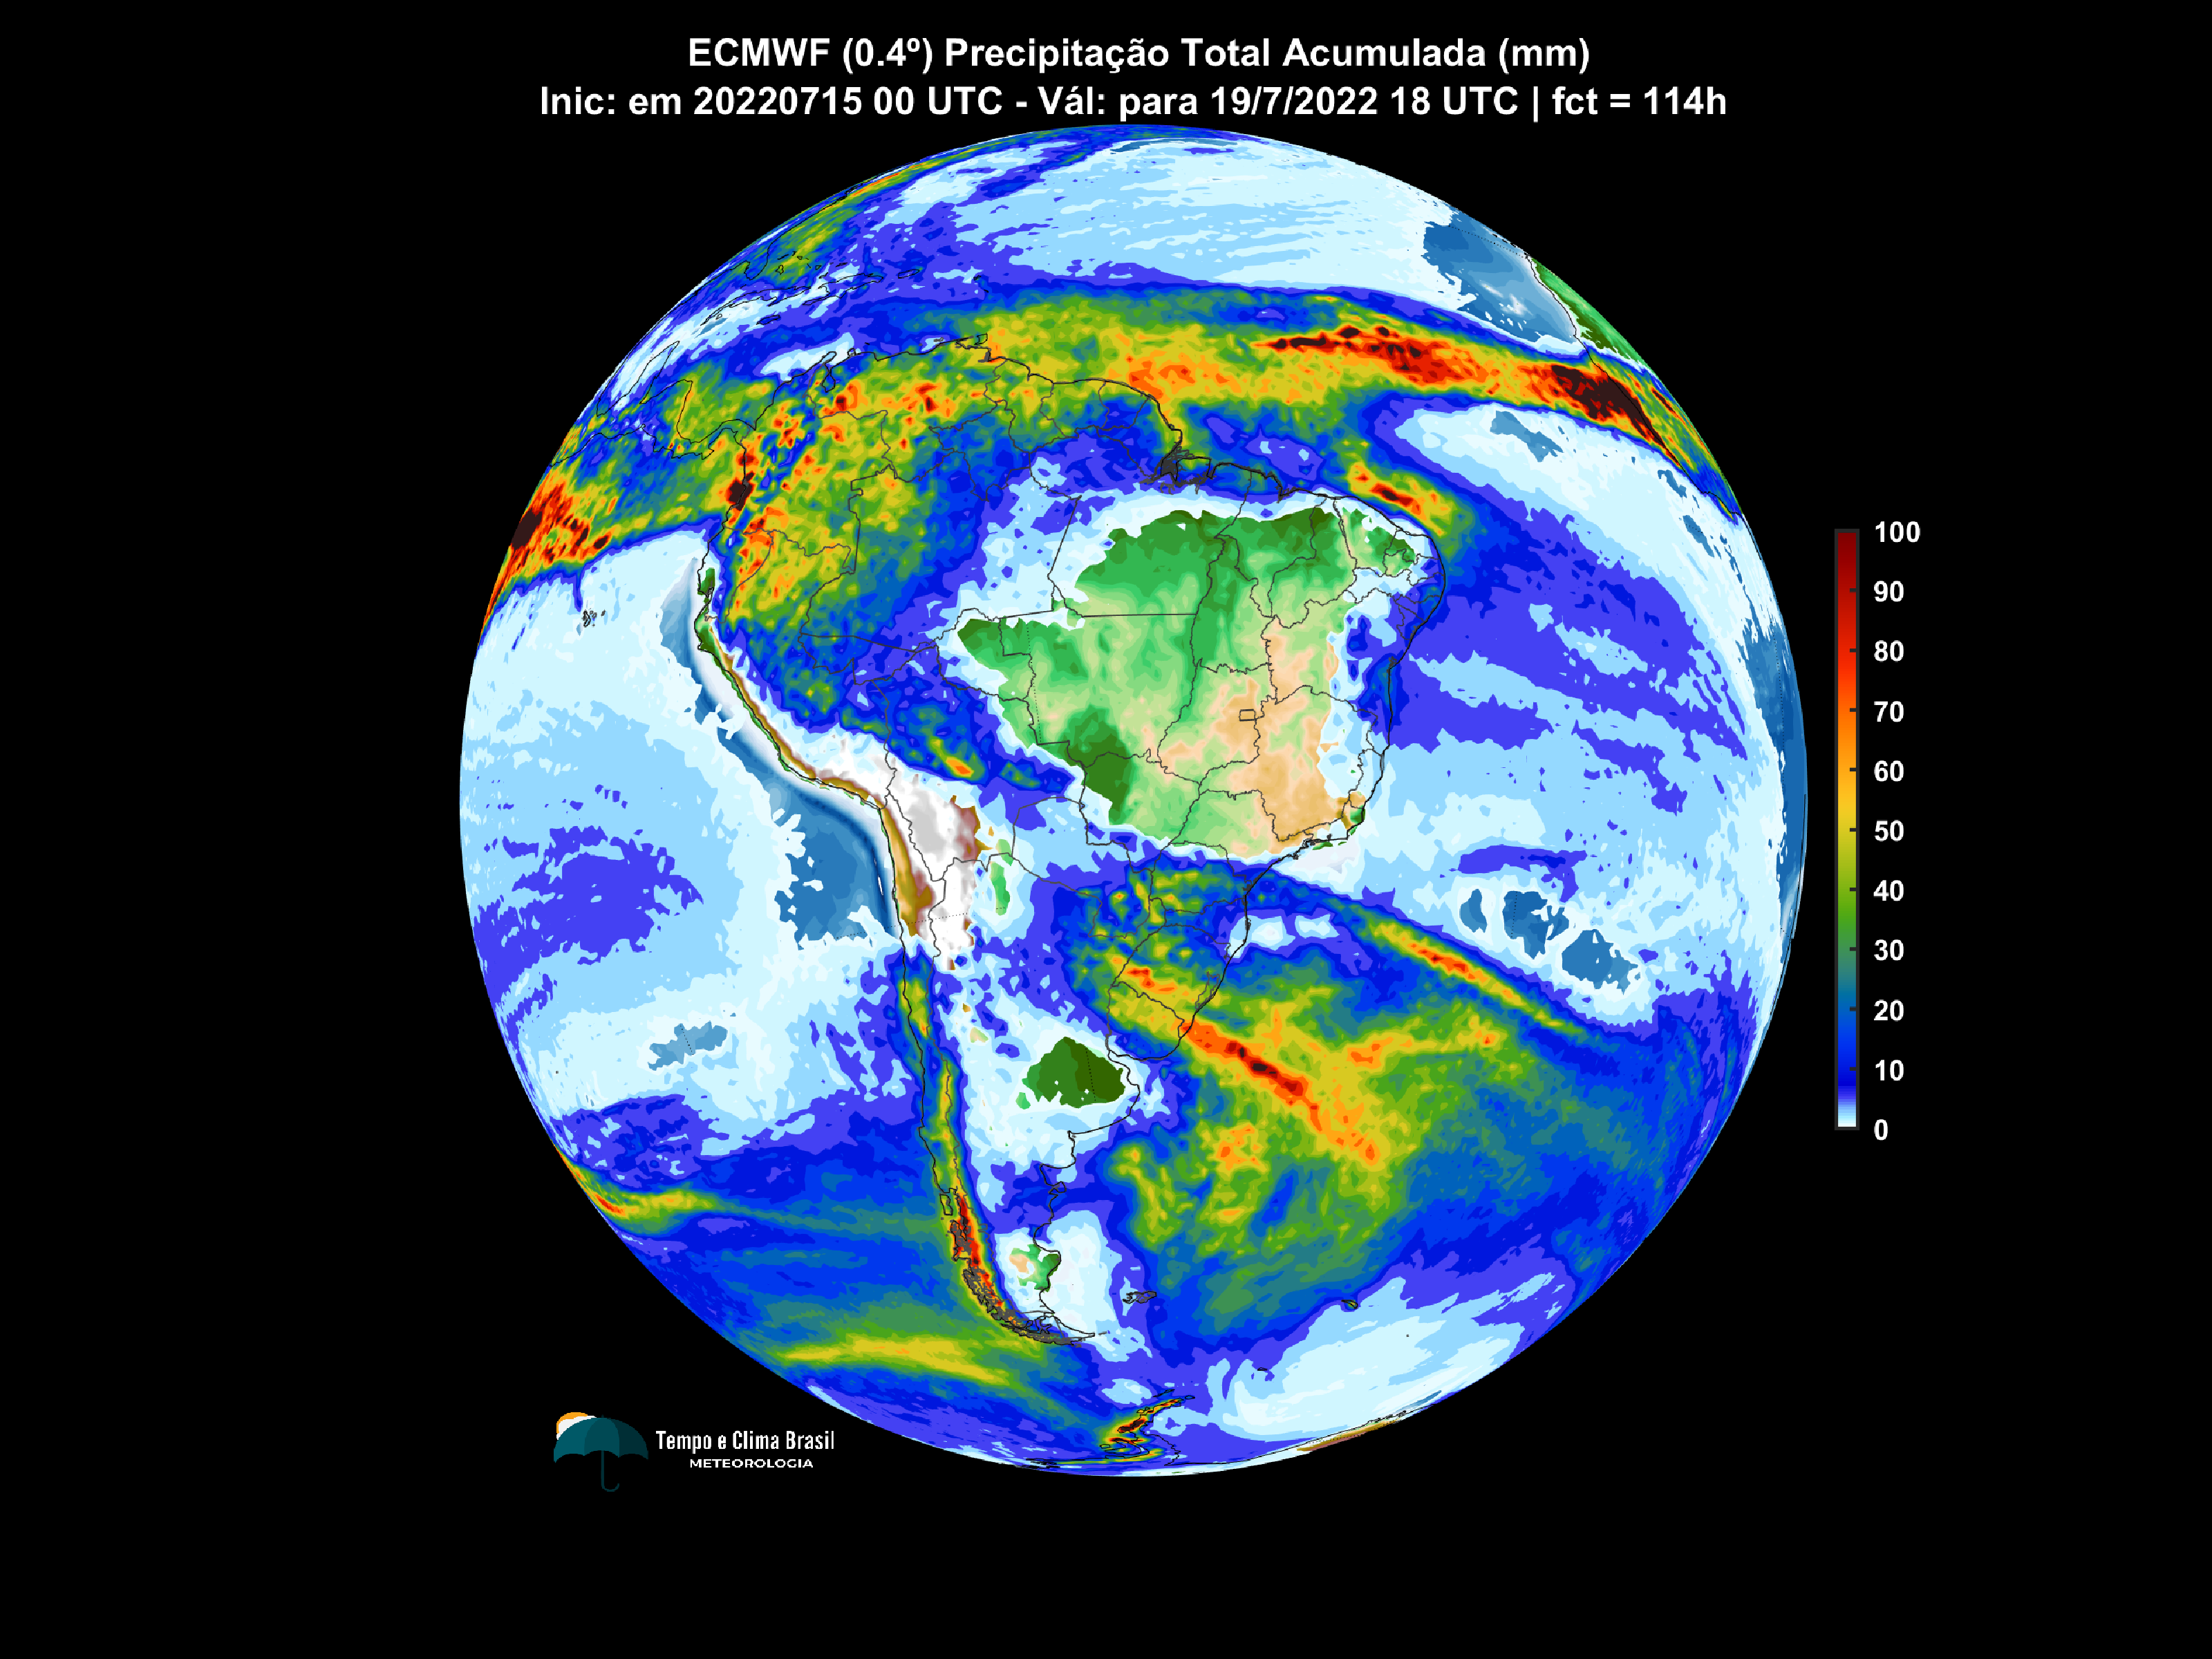 ECMWF (0.4º) Precipitação Total Acumulada (mm)
Inic: em 20220715 00 UTC - Vál: para 19/7/2022 18 UTC | fct = 114h
100
90
80
70
60
50
40
30
20
10
0
Tempo e Clima Brasil
METEOROLOGIA